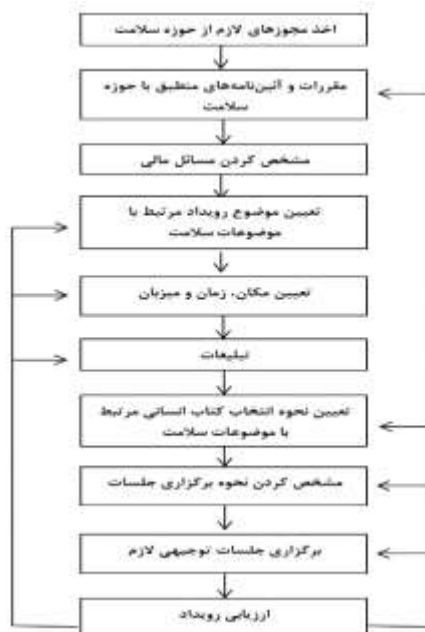 اخذ مجوزهای لازم از حوزه سلامت
مقررات و آئین‌نامه‌های منطبق با حوزه
سلامت
مشخص کردن مسائل مالی
تعیین موضوع رویداد مرتبط با
موضوعات سلامت
تعیین مکان، زمان و میزبان
تبلیغات
تعیین نحوه انتخاب کتاب انسانی مرتبط
با موضوعات سلامت
مشخص کردن نحوه برگزاری جلسات
برگزاری جلسات توجیهی لازم
ارزیابی رویداد